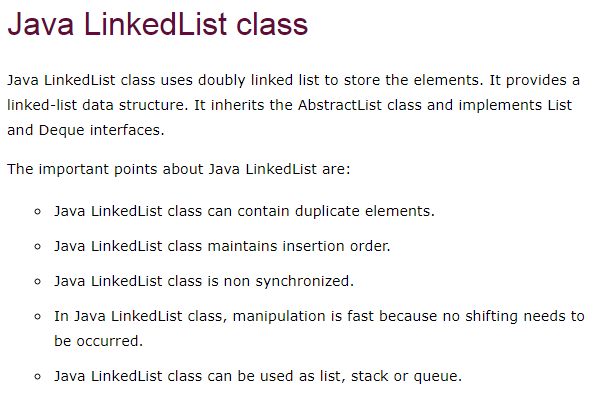 Java LinkedList class
Java LinkedList class uses doubly linked list to store the elements. It provides a
linked-list data structure. It inherits the AbstractList class and implements List
and Deque interfaces.
The important points about Java LinkedList are:
Java LinkedList class can contain duplicate elements.
Java LinkedList class maintains insertion order.
Java LinkedList class is non synchronized.
In Java LinkedList class, manipulation is fast because no shifting needs to
be occurred.
Java LinkedList class can be used as list, stack or queue.